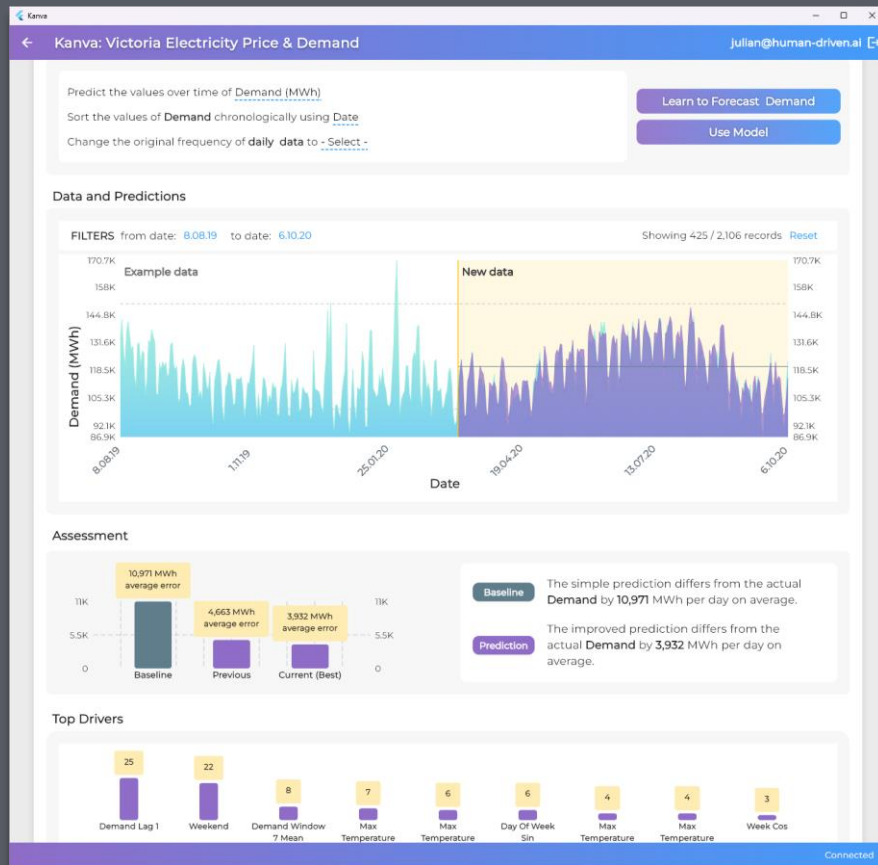 Kanva
Kanva: Victoria Electricity Price & Demand
julian@human-driven.ai
Predict the values over time of Demand (MWh)
Sort the values of Demand chronologically using Date
Change the original frequency of daily data to - Select -
Learn to Forecast Demand
Use Model
Data and Predictions
FILTERS from date: 8.08.19 to date: 6.10.20
Showing 425 / 2,106 records Reset
Example data
New data
170.7K
158K
144.8K
131.6K
118.5K
105.3K
92.1K
86.9K
Demand (MWh)
170.7K
158K
144.8K
131.6K
118.5K
105.3K
92.1K
86.9K
8.08.19
1.11.19
25.01.20
19.04.20
13.07.20
6.10.20
Date
Assessment
10,971 MWh
average error
4,663 MWh
average error
3,932 MWh
average error
11K
5.5K
0
11K
5.5K
0
Baseline
Previous
Current (Best)
Baseline
The simple prediction differs from the actual
Demand by 10,971 MWh per day on average.
Prediction
The improved prediction differs from the
actual Demand by 3,932 MWh per day on
average.
Top Drivers
25
22
8
7
6
6
4
4
3
Demand Lag 1
Weekend
Demand Window
7 Mean
Max
Temperature
Max
Temperature
Day Of Week
Sin
Max
Temperature
Max
Temperature
Week Cos
Connected